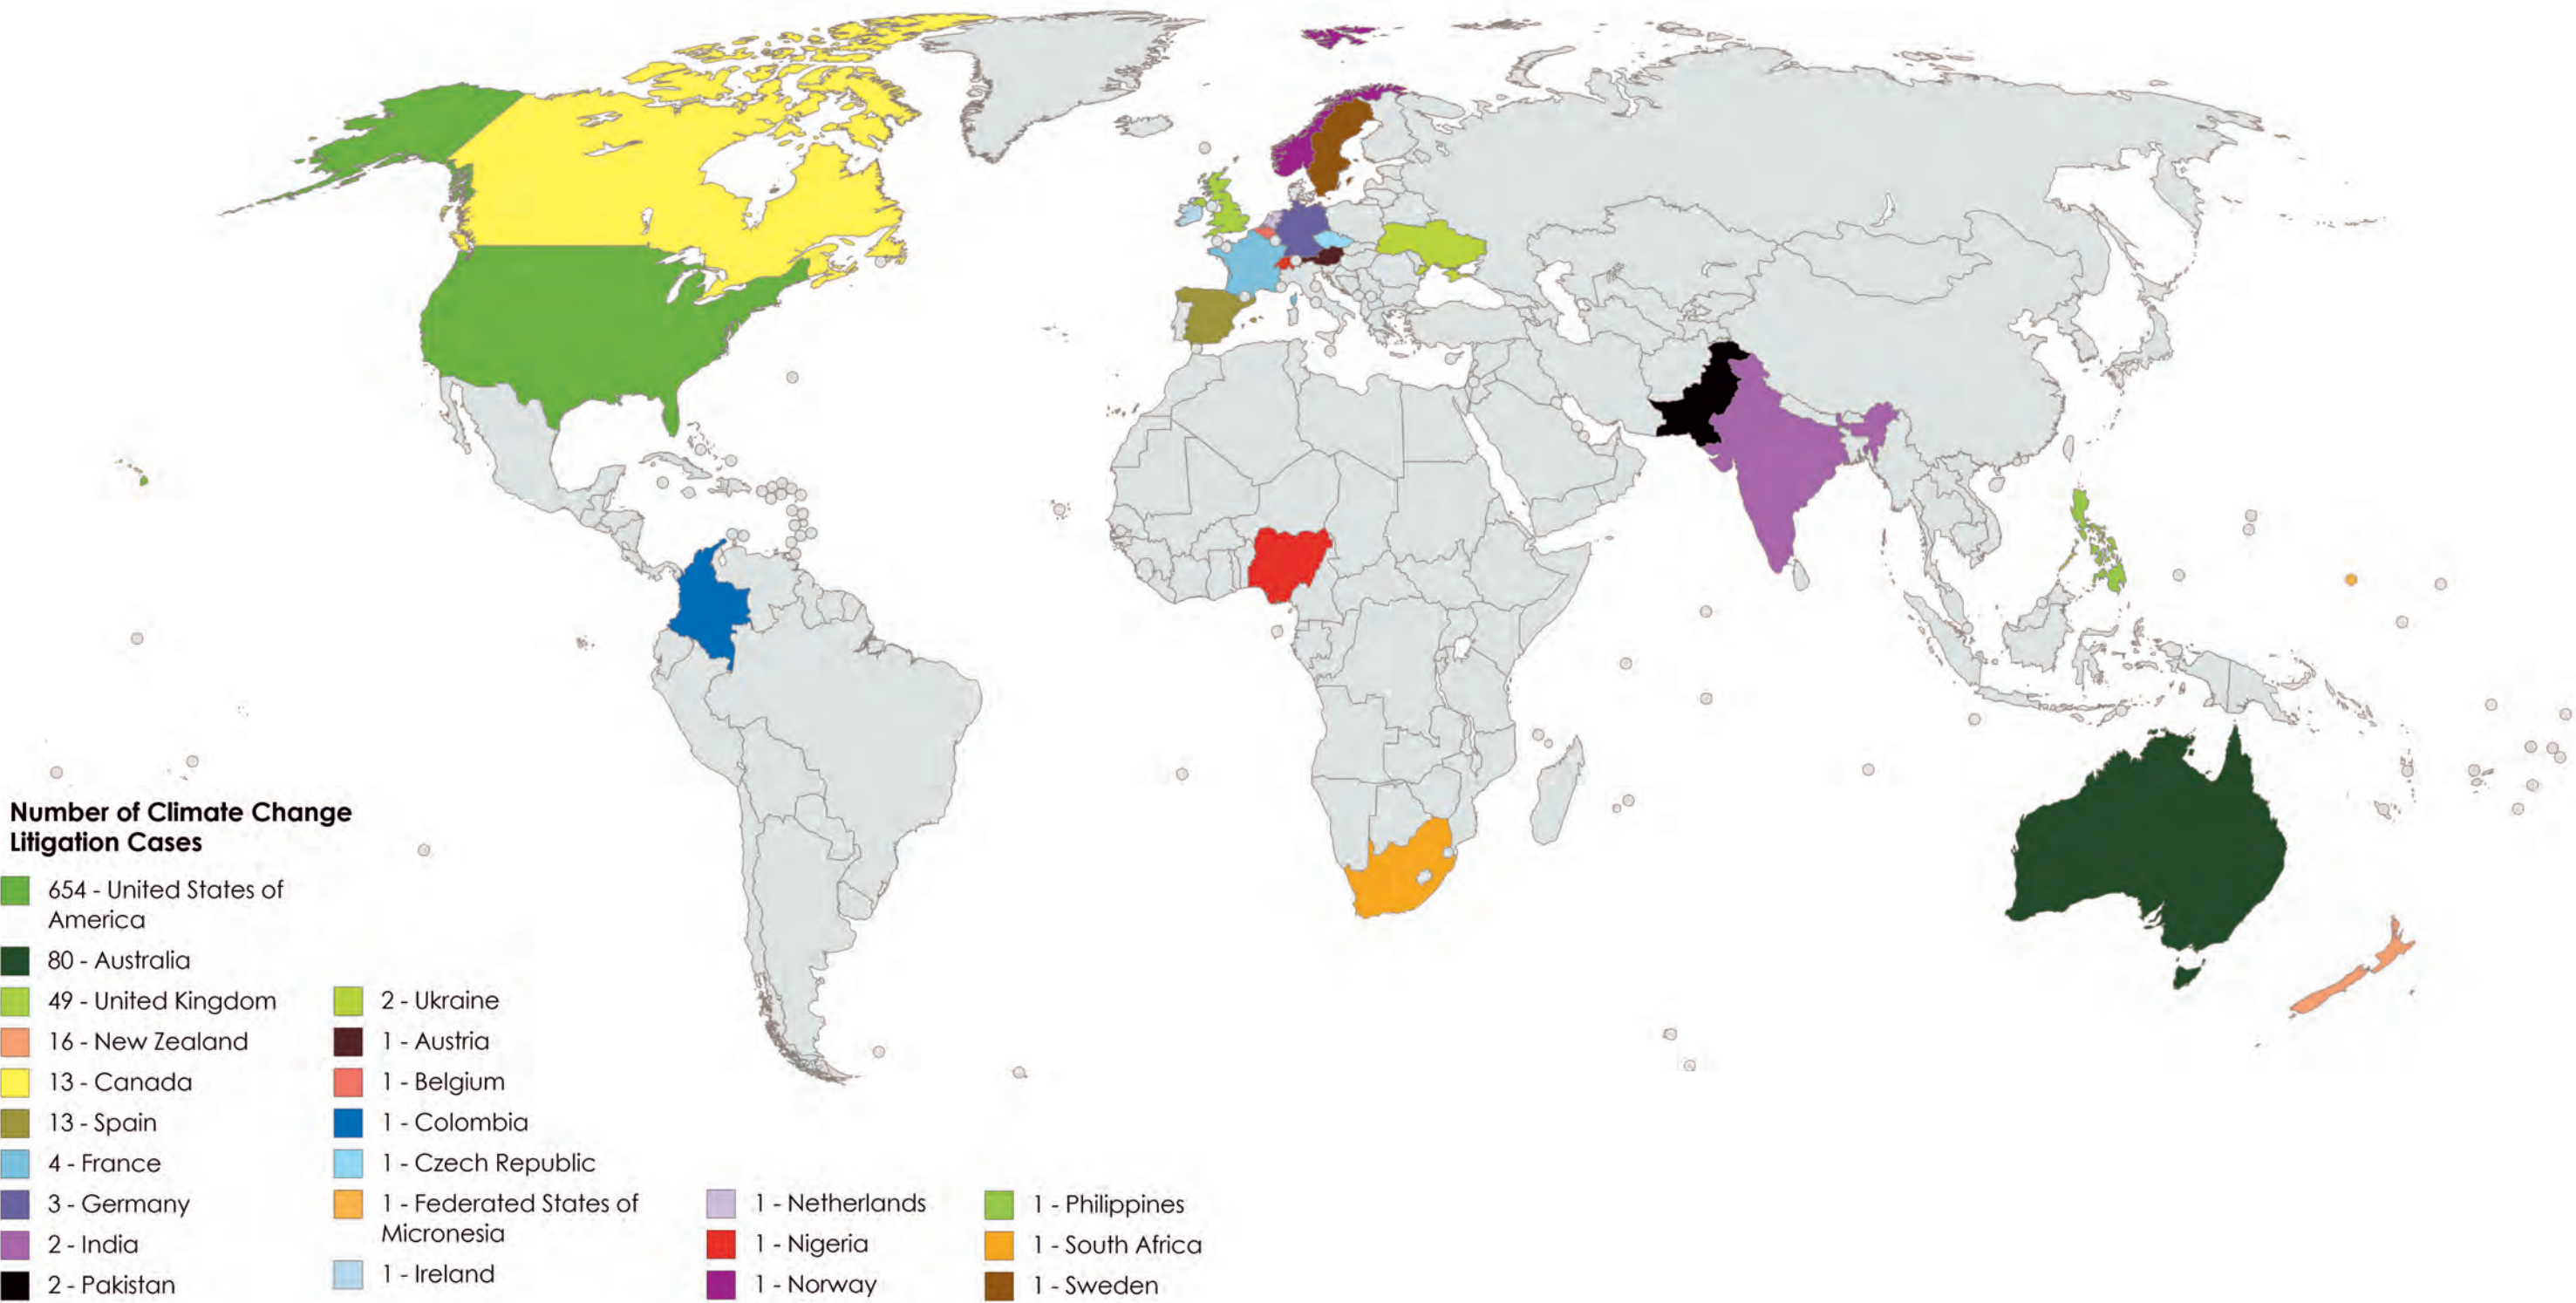 Number of Climate Change
Litigation Cases
654 - United States of
America
80 - Australia
49 - United Kingdom
16 - New Zealand
13 - Canada
13 - Spain
4 - France
3 - Germany
2 - India
2 - Pakistan
2 - Ukraine
1 - Austria
1 - Belgium
1 - Colombia
1 - Czech Republic
1 - Federated States of
Micronesia
1 - Ireland
1 - Netherlands
1 - Nigeria
1 - Norway
1 - Philippines
1 - South Africa
1 - Sweden